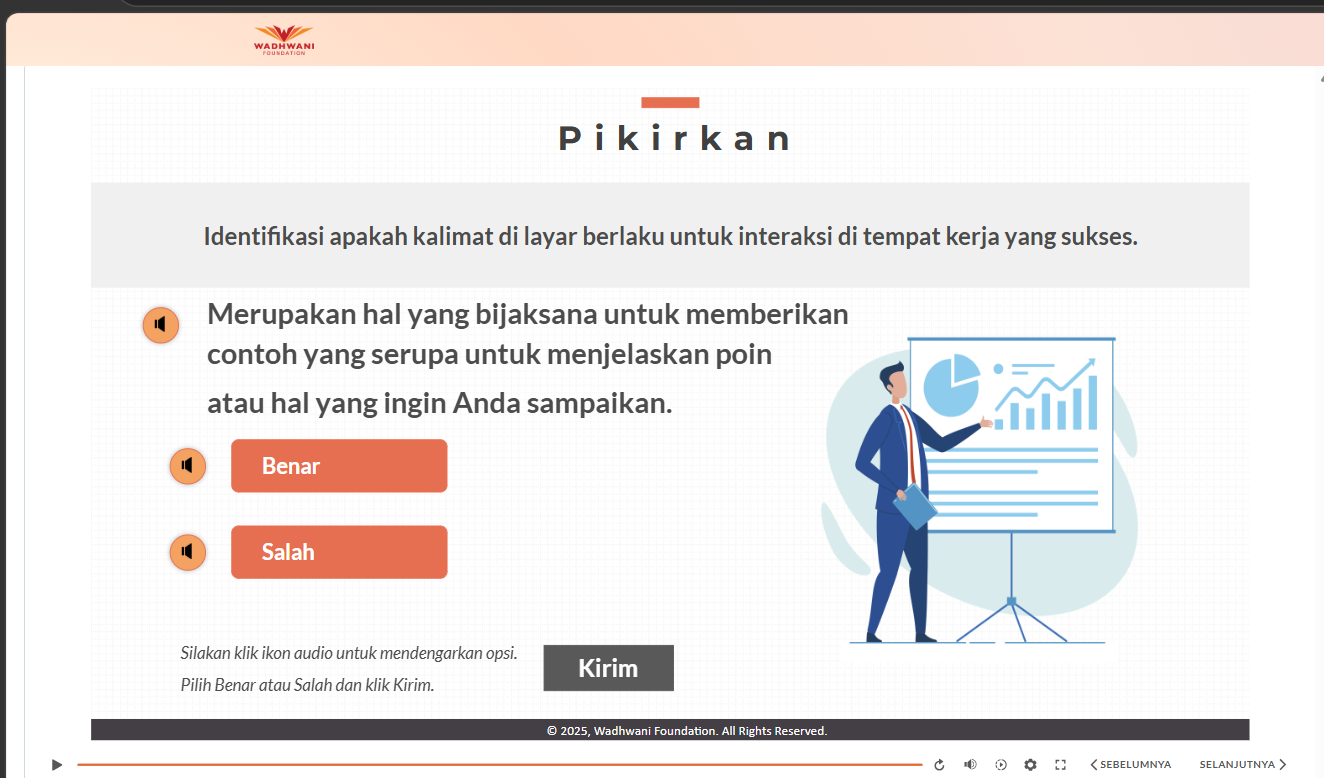 WADHWANI
FOUNDATION
Pikirkan
Identifikasi apakah kalimat di layar berlaku untuk interaksi di tempat kerja yang sukses.
Merupakan hal yang bijaksana untuk memberikan
contoh yang serupa untuk menjelaskan poin
atau hal yang ingin Anda sampaikan.
Benar
Salah
Silakan klik ikon audio untuk mendengarkan opsi.
Pilih Benar atau Salah dan klik Kirim.
Kirim
© 2025, Wadhwani Foundation. All Rights Reserved.
SEBELUMNYA
SELANJUTNYA